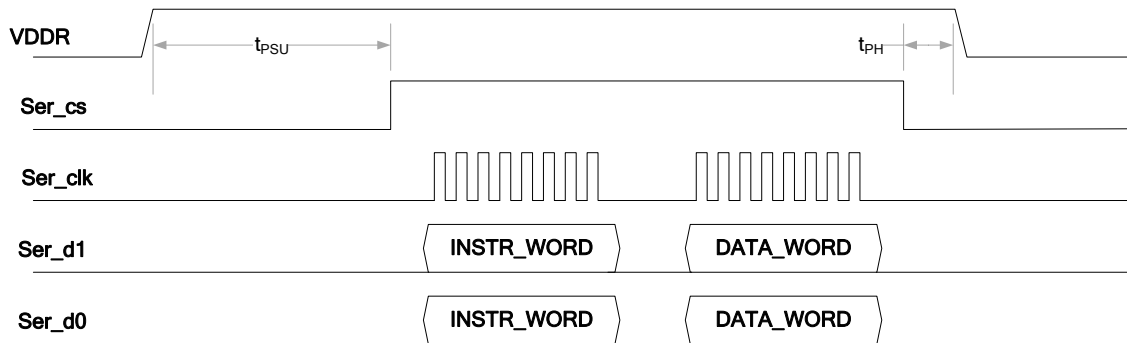 VDDR
tPSU
tPH
Ser_cs
Ser_clk
Ser_d1
INSTR_WORD
DATA_WORD
Ser_d0
INSTR_WORD
DATA_WORD